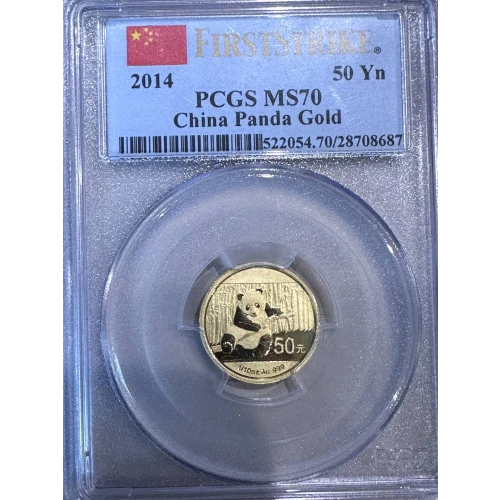 FIRSTSTRIKE®
2014 50 Yn
PCGS MS70
China Panda Gold
522054.70/28708687
50元
1/10oz Au .999